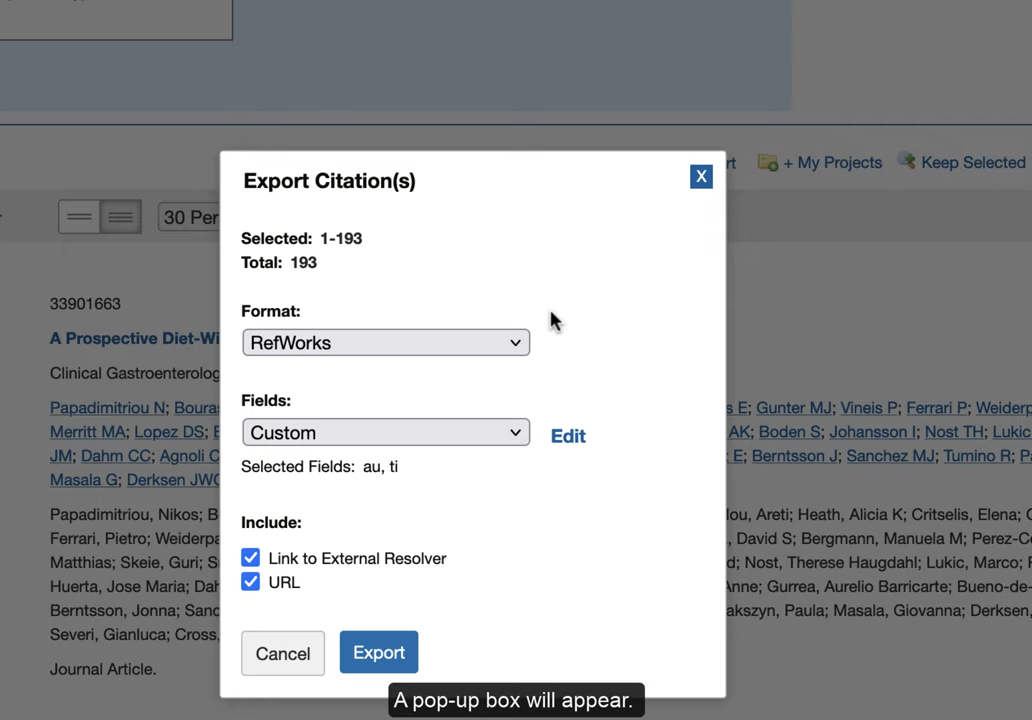 Export Citation(s)
X
rt + My Projects Keep Selected
30 Per
Selected: 1-193
Total: 193
33901663
Format:
A Prospective Diet-Wi
RefWorks
Clinical Gastroenterolog
Fields:
Papadimitriou N; Boura s E; Gunter MJ; Vineis P; Ferrari P; Weiderp
Merritt MA; Lopez DS; AK; Boden S; Johansson I; Nost TH; Lukic
Custom
Edit
JM; Dahm CC; Agnoli C E; Berntsson J; Sanchez MJ; Tumino R; P
Selected Fields: au, ti
Masala G; Derksen JWG
Papadimitriou, Nikos; B lou, Areti; Heath, Alicia K; Critselis, Elena;
Include:
Ferrari, Pietro; Weiderpa , David S; Bergmann, Manuela M; Perez-C
Matthias; Skeie, Guri; S d; Nost, Therese Haugdahl; Lukic, Marco;
Link to External Resolver
Huerta, Jose Maria; Dah Anne; Gurrea, Aurelio Barricarte; Bueno-de-
URL
Berntsson, Jonna; Sanc akszyn, Paula; Masala, Giovanna; Derksen,
Severi, Gianluca; Cross,
Cancel
Export
Journal Article.
A pop-up box will appear.